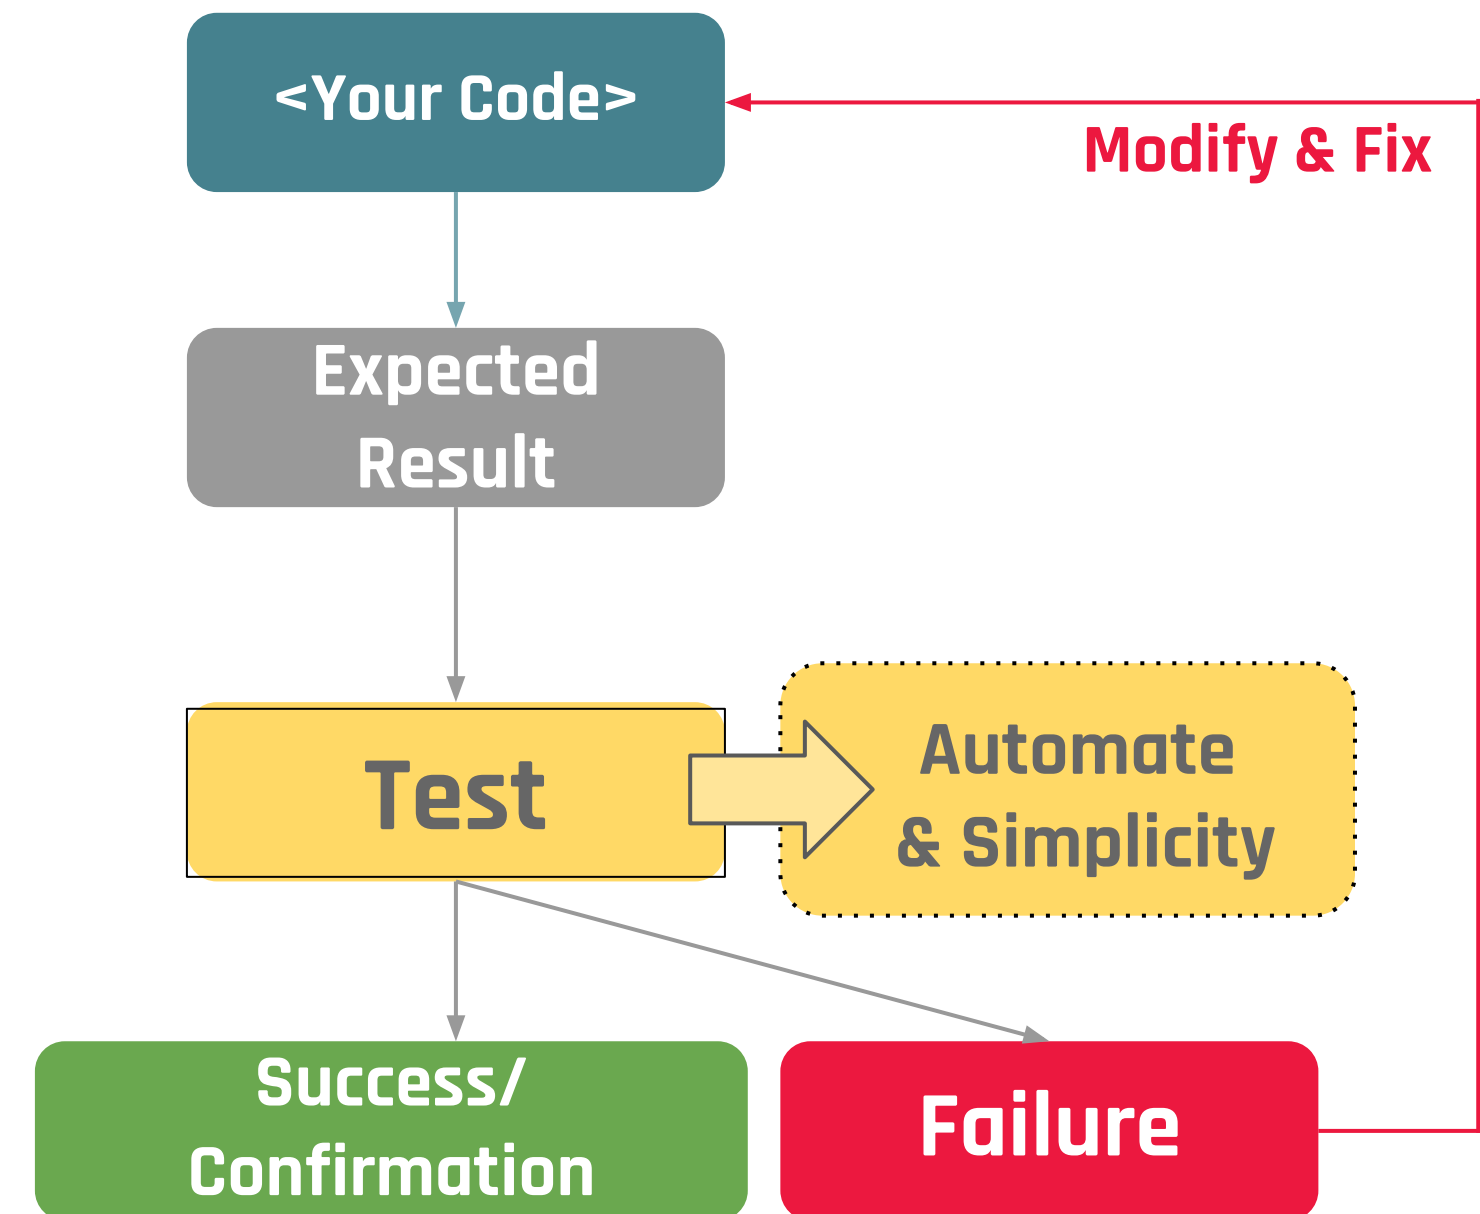 <Your Code>
Modify & Fix
Expected
Result
Test
Automate
& Simplicity
Success/
Confirmation
Failure